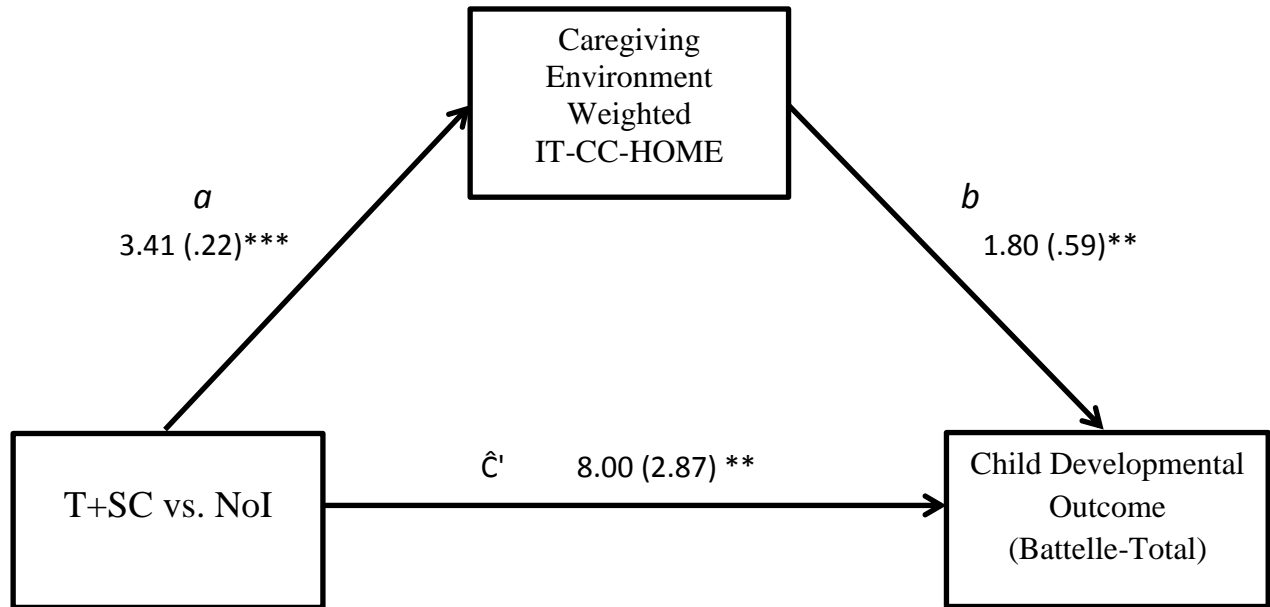 Caregiving
Environment
Weighted
IT-CC-HOME
a
3.41 (.22)***
b
1.80 (.59)**
T+SC vs. NoI
Ĉ' 8.00 (2.87) **
Child Developmental
Outcome
(Battelle-Total)